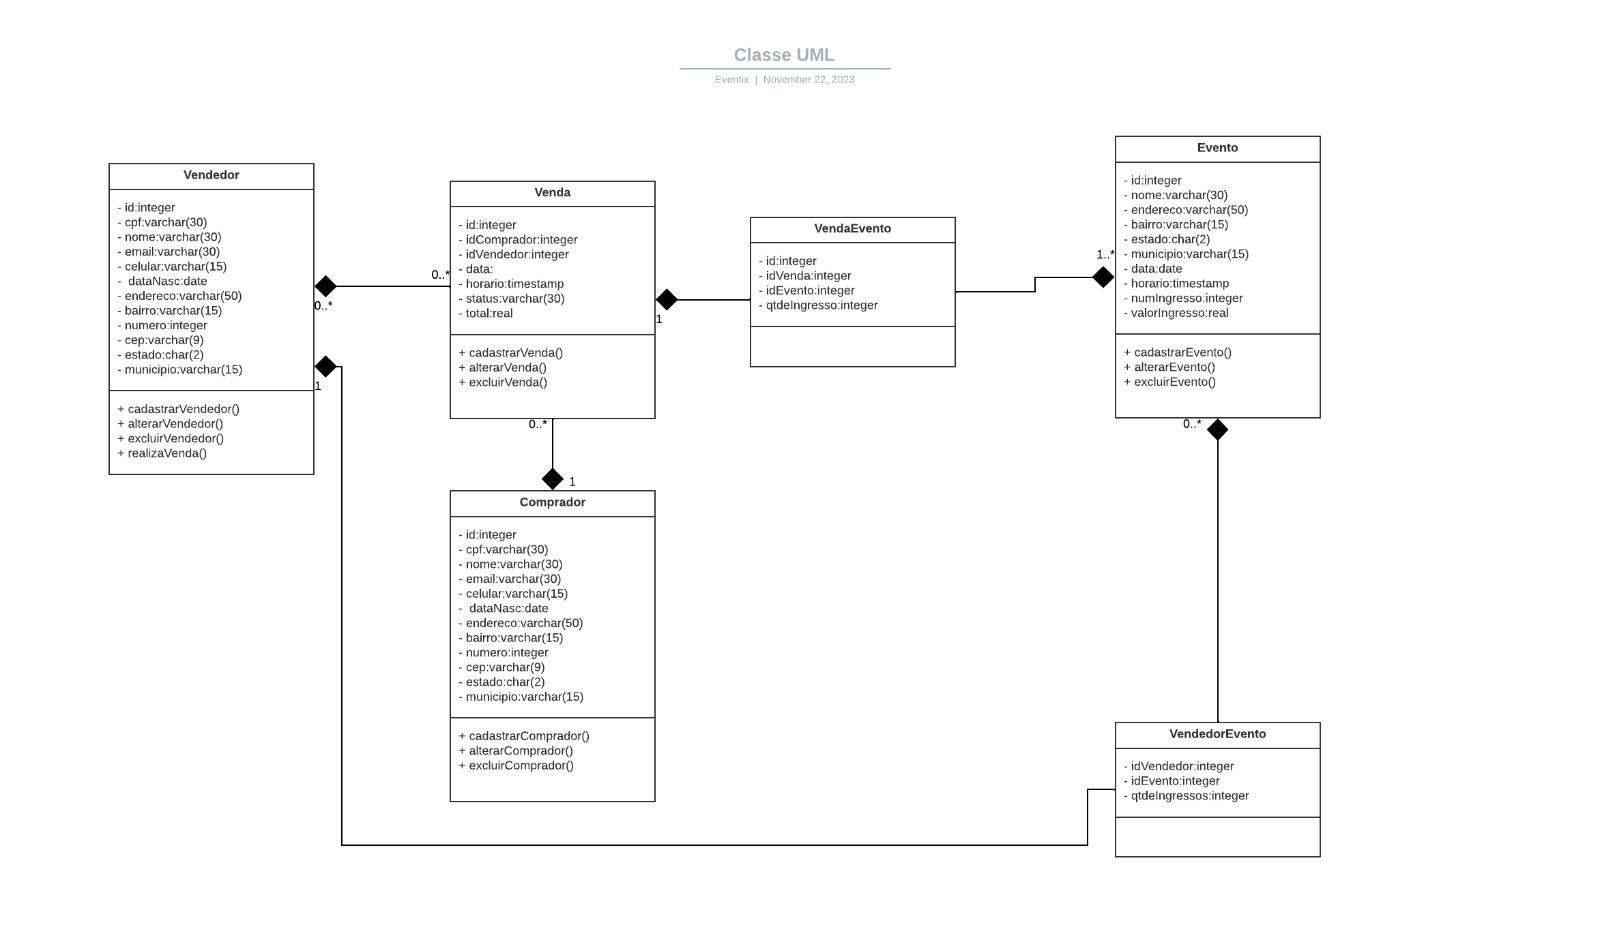 Classe UML
Eventix | November 22, 2023
Vendedor
- id:integer
- cpf:varchar(30)
- nome:varchar(30)
- email:varchar(30)
- celular:varchar(15)
- dataNasc:date
- endereco:varchar(50)
- bairro:varchar(15)
- numero:integer
- cep:varchar(9)
- estado:char(2)
- municipio:varchar(15)
+ cadastrarVendedor()
+ alterarVendedor()
+ excluirVendedor()
+ realizaVenda()
0..*
0..*
1
Venda
- id:integer
- idComprador:integer
- idVendedor:integer
- data:
- horario:timestamp
- status:varchar(30)
- total:real
+ cadastrarVenda()
+ alterarVenda()
+ excluirVenda()
1
0..*
1
Comprador
- id:integer
- cpf:varchar(30)
- nome:varchar(30)
- email:varchar(30)
- celular:varchar(15)
- dataNasc:date
- endereco:varchar(50)
- bairro:varchar(15)
- numero:integer
- cep:varchar(9)
- estado:char(2)
- municipio:varchar(15)
+ cadastrarComprador()
+ alterarComprador()
+ excluirComprador()
VendaEvento
- id:integer
- idVenda:integer
- idEvento:integer
- qtdeIngresso:integer
1..*
Evento
- id:integer
- nome:varchar(30)
- endereco:varchar(50)
- bairro:varchar(15)
- estado:char(2)
- municipio:varchar(15)
- data:date
- horario:timestamp
- numIngresso:integer
- valorIngresso:real
+ cadastrarEvento()
+ alterarEvento()
+ excluirEvento()
0..*
VendedorEvento
- idVendedor:integer
- idEvento:integer
- qtdeIngressos:integer